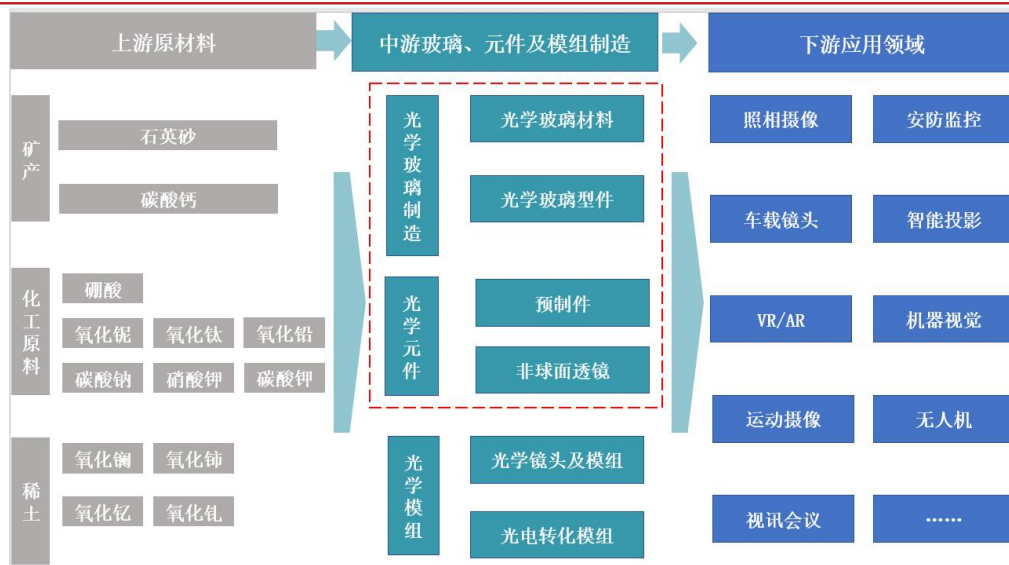 上游原材料
中游玻璃、元件及模组制造
下游应用领域
矿产
石英砂
碳酸钙
化工原料
硼酸
氧化铌
氧化钛
氧化铅
碳酸钠
硝酸钾
碳酸钾
稀土
氧化镧
氧化铈
氧化钇
氧化钆
光学玻璃制造
光学玻璃材料
光学玻璃型件
光学元件
预制件
非球面透镜
光学模组
光学镜头及模组
光电转化模组
照相摄像
安防监控
车载镜头
智能投影
VR/AR
机器视觉
运动摄像
无人机
视讯会议
……